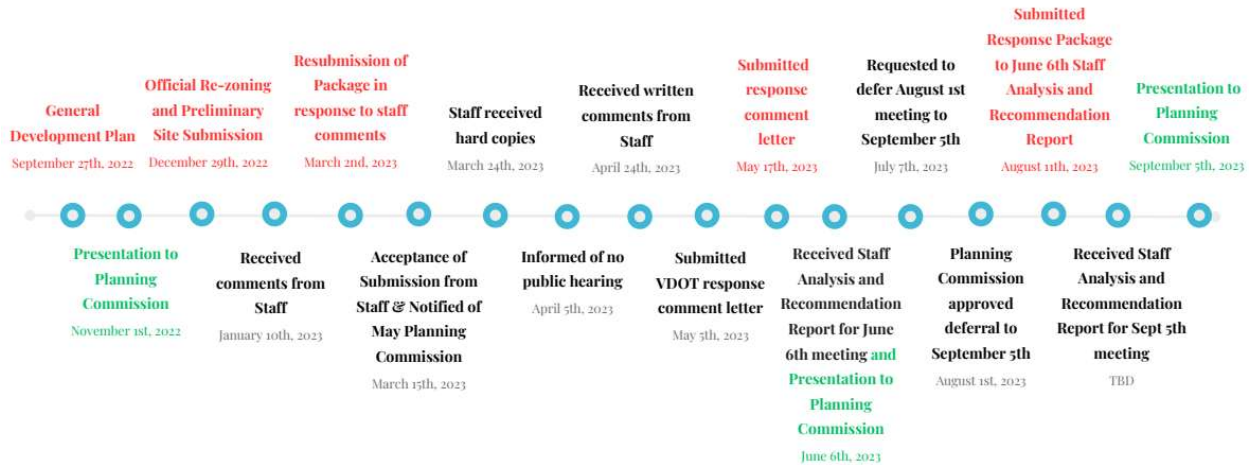 General
Development Plan
September 27th, 2022
Presentation to
Planning
Commission
November 1st, 2022
Official Re-zoning
and Preliminary
Site Submission
December 29th, 2022
Received
comments from
Staff
January 10th, 2023
Resubmission of
Package in
response to staff
comments
March 2nd, 2023
Acceptance of
Submission from
Staff & Notified of
May Planning
Commission
March 15th, 2023
Staff received
hard copies
March 24th, 2023
Informed of no
public hearing
April 5th, 2023
Received written
comments from
Staff
April 24th, 2023
Submitted
VDOT response
comment letter
May 5th, 2023
Submitted
response
comment
letter
May 17th, 2023
Received Staff
Analysis and
Recommendation
Report for June
6th meeting and
Presentation to
Planning
Commission
June 6th, 2023
Requested to
defer August 1st
meeting to
September 5th
July 7th, 2023
Planning
Commission
approved
deferral to
September 5th
August 1st, 2023
Submitted
Response Package
to June 6th Staff
Analysis and
Recommendation
Report
August 11th, 2023
Received Staff
Analysis and
Recommendation
Report for Sept 5th
meeting
TBD
Presentation to
Planning
Commission
September 5th, 2023